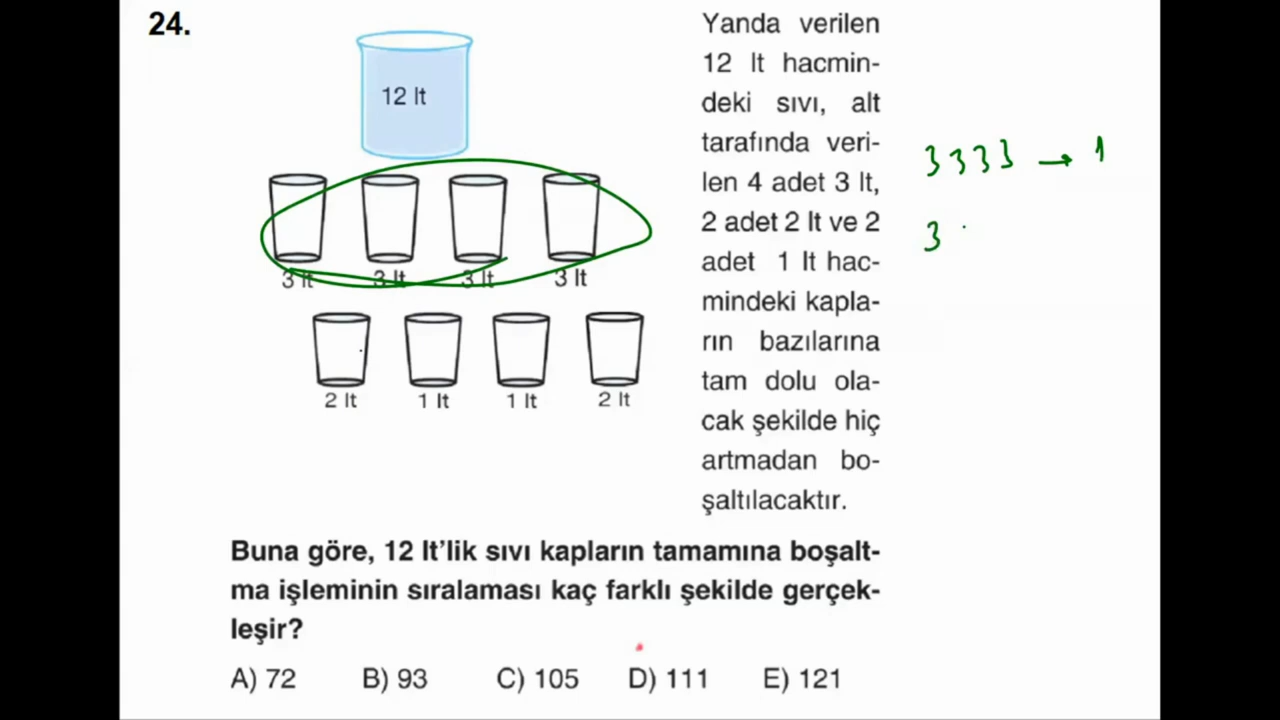 24.
12 lt
3 lt 3 lt 3 lt 3 lt
2 lt 1 lt 1 lt 2 lt
Yanda verilen
12 lt hacmin-
deki sıvı, alt
tarafında veri-
len 4 adet 3 lt,
2 adet 2 lt ve 2
adet 1 lt hac-
mindeki kapla-
rın bazılarına
tam dolu ola-
cak şekilde hiç
artmadan bo-
şaltılacaktır.
3333 → 1
3
Buna göre, 12 lt'lik sıvı kapların tamamına boşalt-
ma işleminin sıralaması kaç farklı şekilde gerçek-
leşir?
A) 72 B) 93 C) 105 D) 111 E) 121